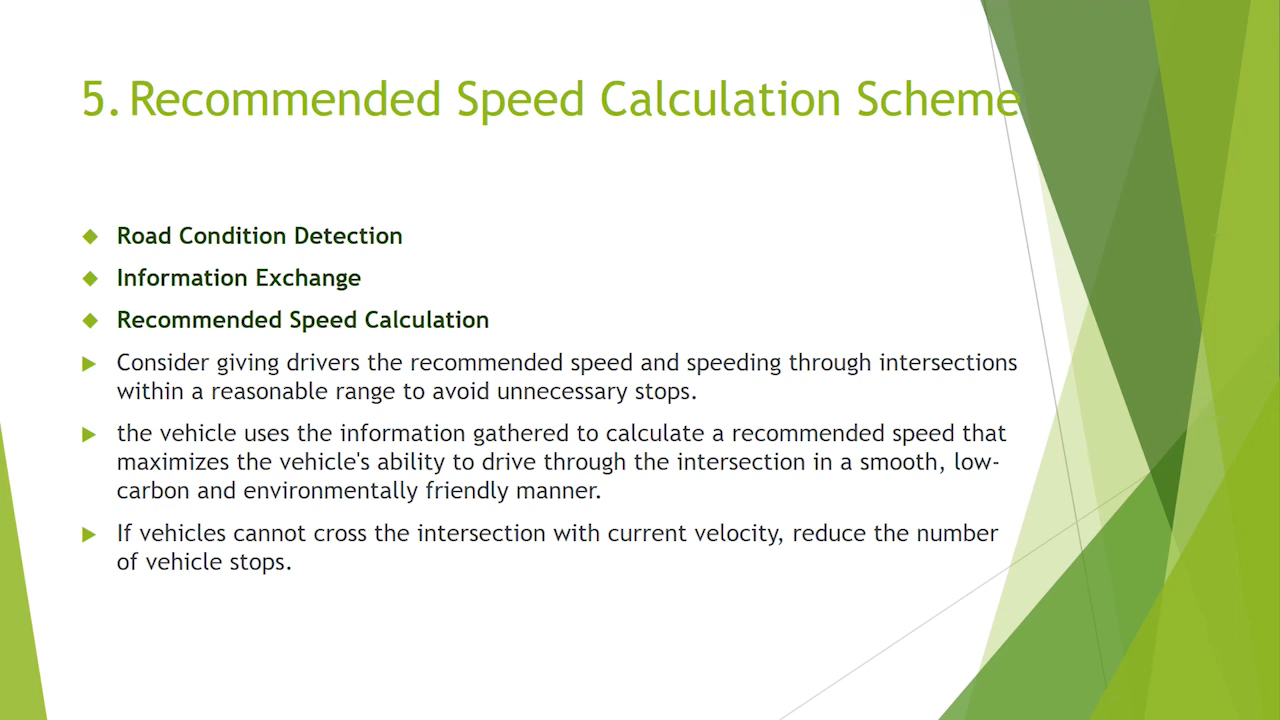 5. Recommended Speed Calculation Scheme
Road Condition Detection
Information Exchange
Recommended Speed Calculation
Consider giving drivers the recommended speed and speeding through intersections
within a reasonable range to avoid unnecessary stops.
the vehicle uses the information gathered to calculate a recommended speed that
maximizes the vehicle's ability to drive through the intersection in a smooth, low-
carbon and environmentally friendly manner.
If vehicles cannot cross the intersection with current velocity, reduce the number
of vehicle stops.